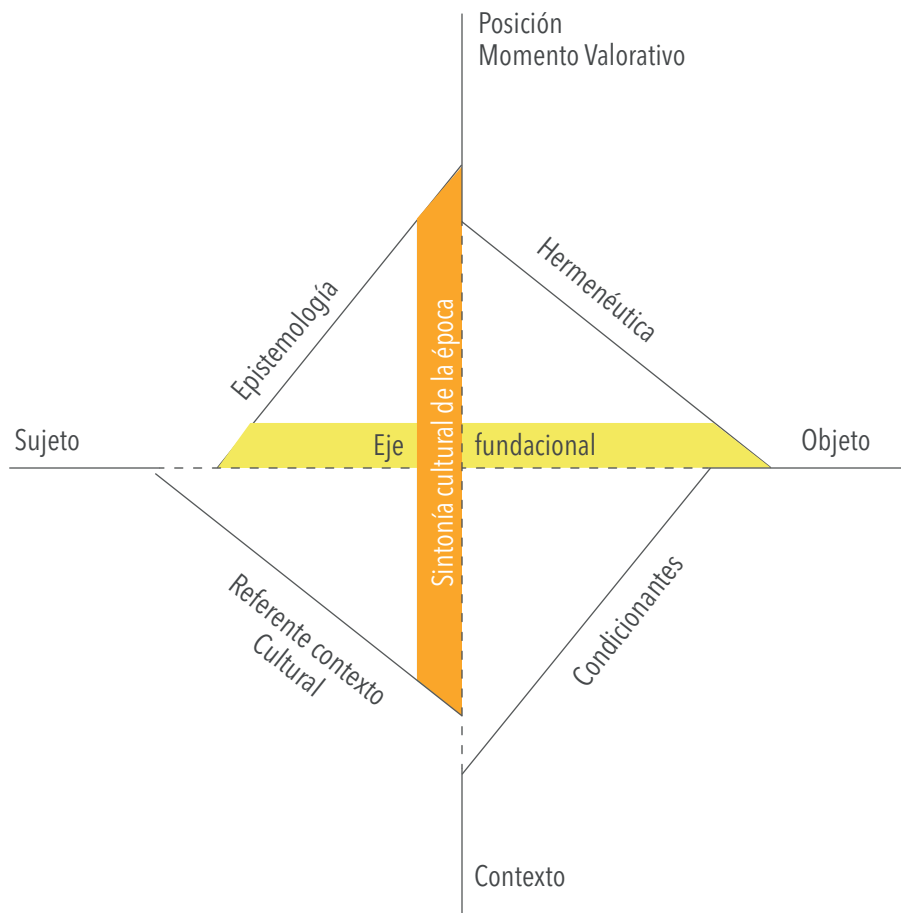 Posición
Momento Valorativo
Epistemología
Hermenéutica
Sintonía cultural de la época
Sujeto
Eje fundacional
Objeto
Referente contexto
Cultural
Condicionantes
Contexto